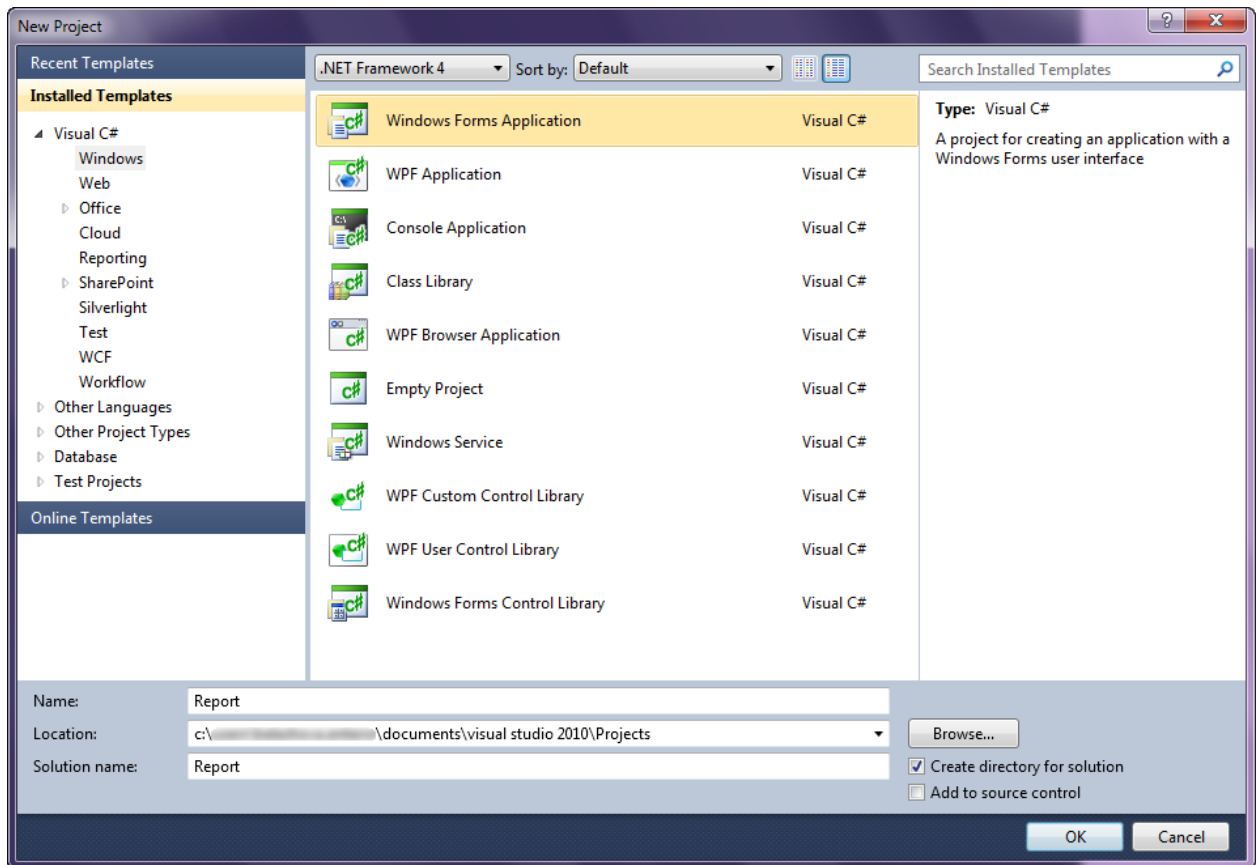 New Project
Recent Templates
Installed Templates
Visual C#
Windows
Web
Office
Cloud
Reporting
SharePoint
Silverlight
Test
WCF
Workflow
Other Languages
Other Project Types
Database
Test Projects
Online Templates
.NET Framework 4 Sort by: Default
Windows Forms Application Visual C#
WPF Application Visual C#
Console Application Visual C#
Class Library Visual C#
WPF Browser Application Visual C#
Empty Project Visual C#
Windows Service Visual C#
WPF Custom Control Library Visual C#
WPF User Control Library Visual C#
Windows Forms Control Library Visual C#
Search Installed Templates
Type: Visual C#
A project for creating an application with a
Windows Forms user interface
Name: Report
Location: c:\ \documents\visual studio 2010\Projects Browse...
Solution name: Report
Create directory for solution
Add to source control
OK Cancel